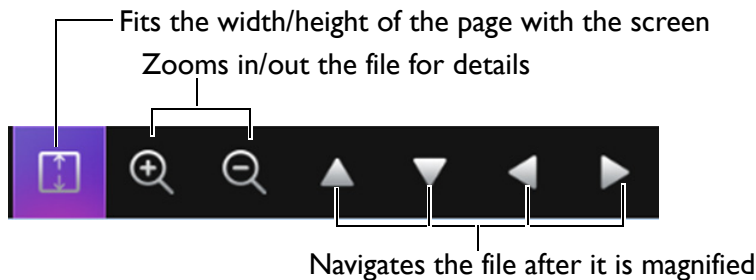 Fits the width/height of the page with the screen
Zooms in/out the file for details
Navigates the file after it is magnified